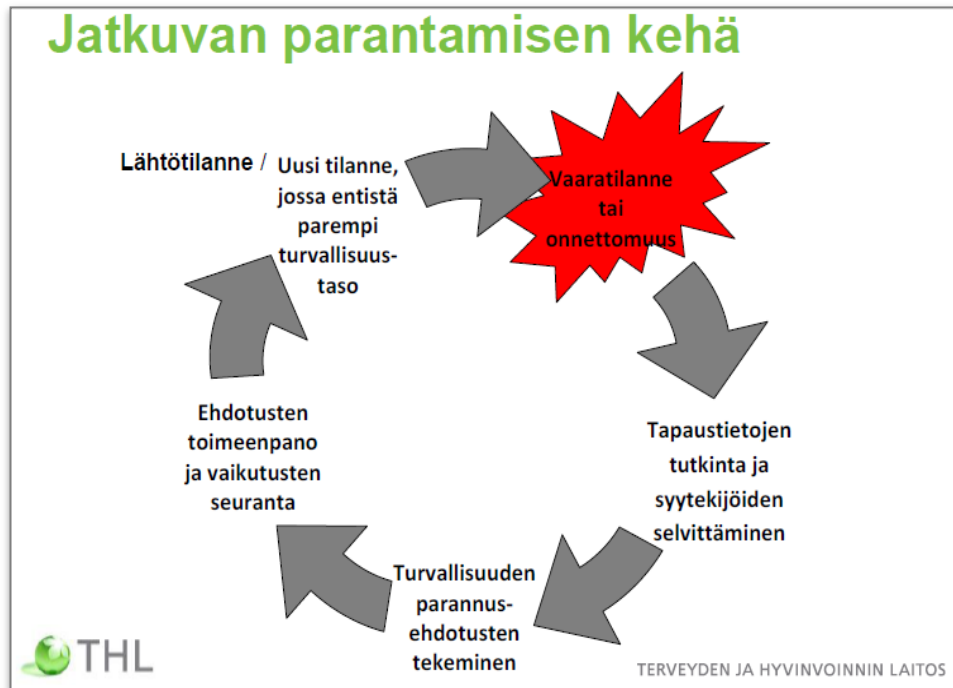 Jatkuvan parantamisen kehä
Lähtötilanne /
Uusi tilanne,
jossa entistä
parempi
turvallisuus-
taso
Vaaratilanne
tai
onnettomuus
Tapaustietojen
tutkinta ja
syytekijöiden
selvittäminen
Turvallisuuden
parannus-
ehdotusten
tekeminen
Ehdotusten
toimeenpano
ja vaikutusten
seuranta
THL
TERVEYDEN JA HYVINVOINNIN LAITOS